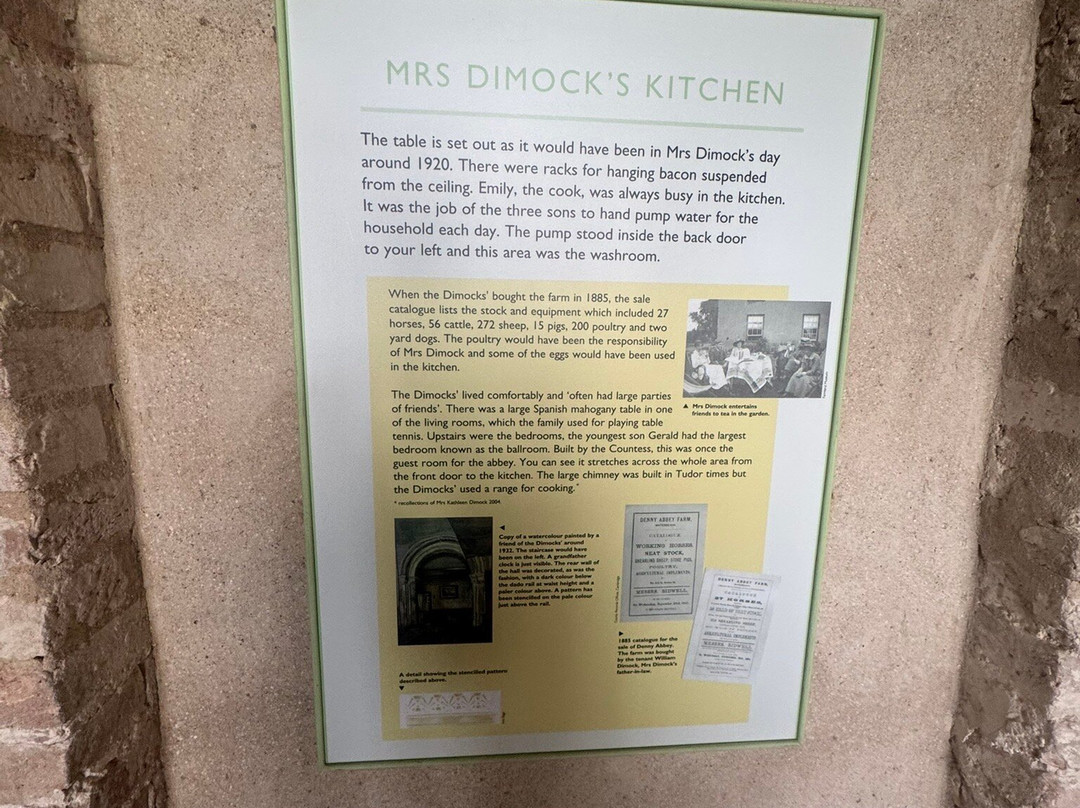 MRS DIMOCK'S KITCHEN
The table is set out as it would have been in Mrs Dimock's day
around 1920. There were racks for hanging bacon suspended
from the ceiling. Emily, the cook, was always busy in the kitchen.
It was the job of the three sons to hand pump water for the
household each day. The pump stood inside the back door
to your left and this area was the washroom.
When the Dimocks' bought the farm in 1885, the sale
catalogue lists the stock and equipment which included 27
horses, 56 cattle, 272 sheep, 15 pigs, 200 poultry and two
yard dogs. The poultry would have been the responsibility
of Mrs Dimock and some of the eggs would have been used
in the kitchen.
▲ Mrs Dimock entertains
friends to tea in the garden.
The Dimocks' lived comfortably and 'often had large parties
of friends'. There was a large Spanish mahogany table in one
of the living rooms, which the family used for playing table
tennis. Upstairs were the bedrooms, the youngest son Gerald had the largest
bedroom known as the ballroom. Built by the Countess, this was once the
guest room for the abbey. You can see it stretches across the whole area from
the front door to the kitchen. The large chimney was built in Tudor times but
the Dimocks' used a range for cooking.*
* recollections of Mrs Kathleen Dimock 2004.
◀
Copy of a watercolour painted by a
friend of the Dimocks' around
1932. The staircase would have
been on the left. A grandfather
clock is just visible. The rear wall of
the hall was decorated, as was the
fashion, with a dark colour below
the dado rail at waist height and a
paler colour above. A pattern has
been stencilled on the pale colour
just above the rail.
DENNY ABBEY FARM,
CATALOGUE
WORKING HORSES,
NEAT STOCK,
POULTRY,
AGRICULTURAL IMPLEMENTS,
MESSRS SIDWELL,
DENNY ABBEY FARM,
CATALOGUE
27 HORSES,
AGRICULTURAL IMPLEMENTS,
MESSRS. SIDWELL,
▶
1885 catalogue for the
sale of Denny Abbey.
The farm was bought
by the tenant William
Dimock, Mrs Dimock's
father-in-law.
A detail showing the stencilled pattern
described above.
▼